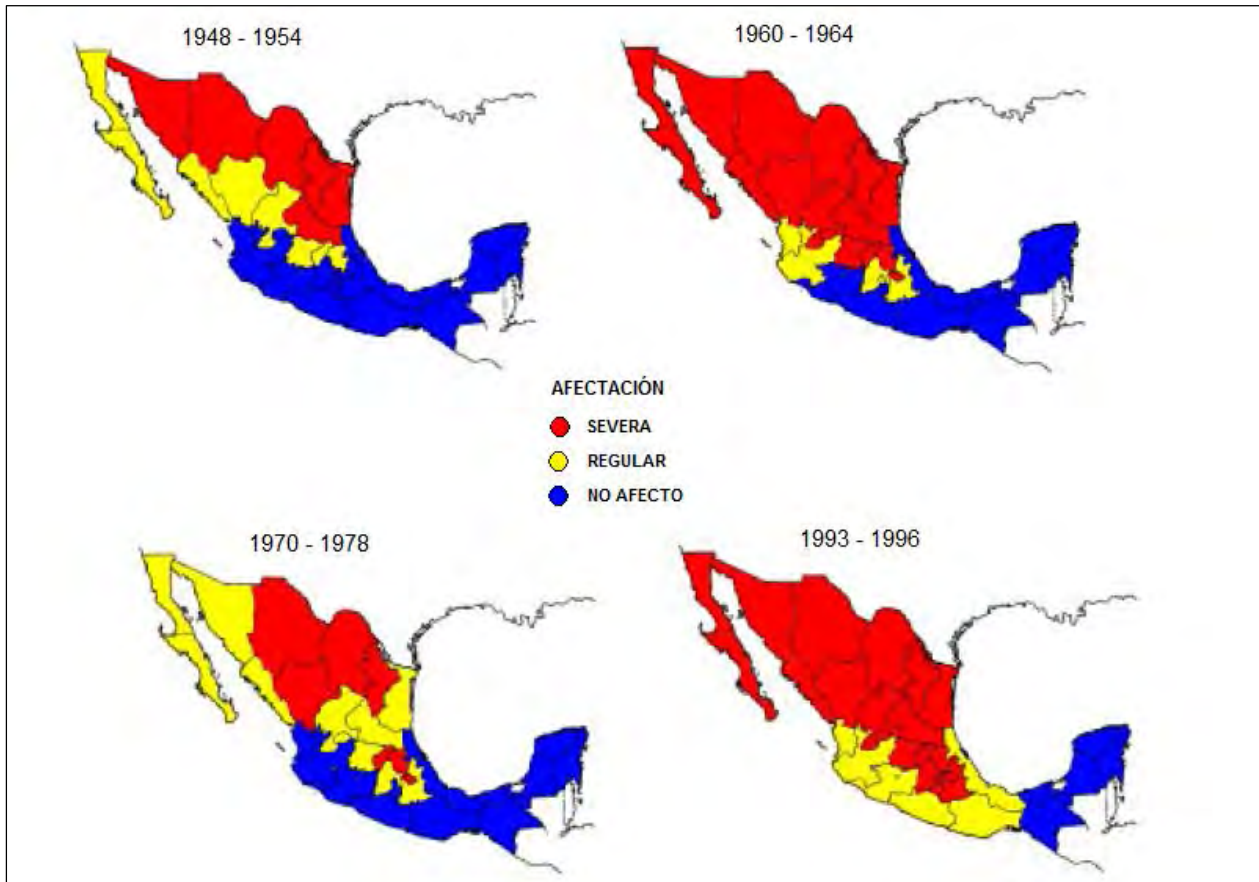 1948 - 1954
1960 - 1964
AFECTACIÓN
SEVERA
REGULAR
NO AFECTO
1970 - 1978
1993 - 1996